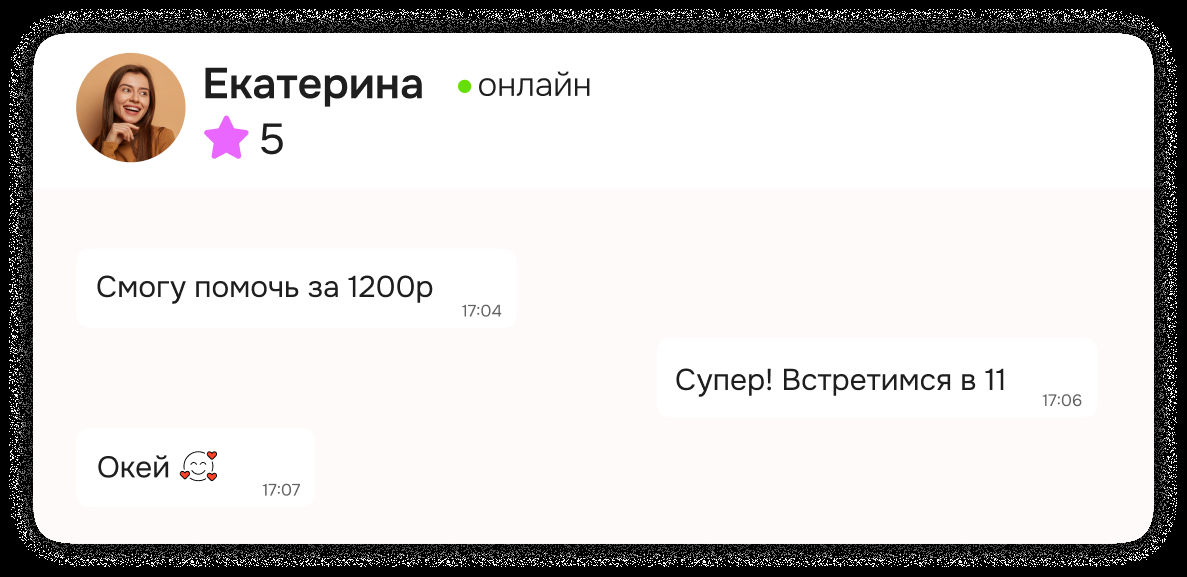 Екатерина онлайн
5
Смогу помочь за 1200р
17:04
Супер! Встретимся в 11
17:06
Окей 🥰
17:07